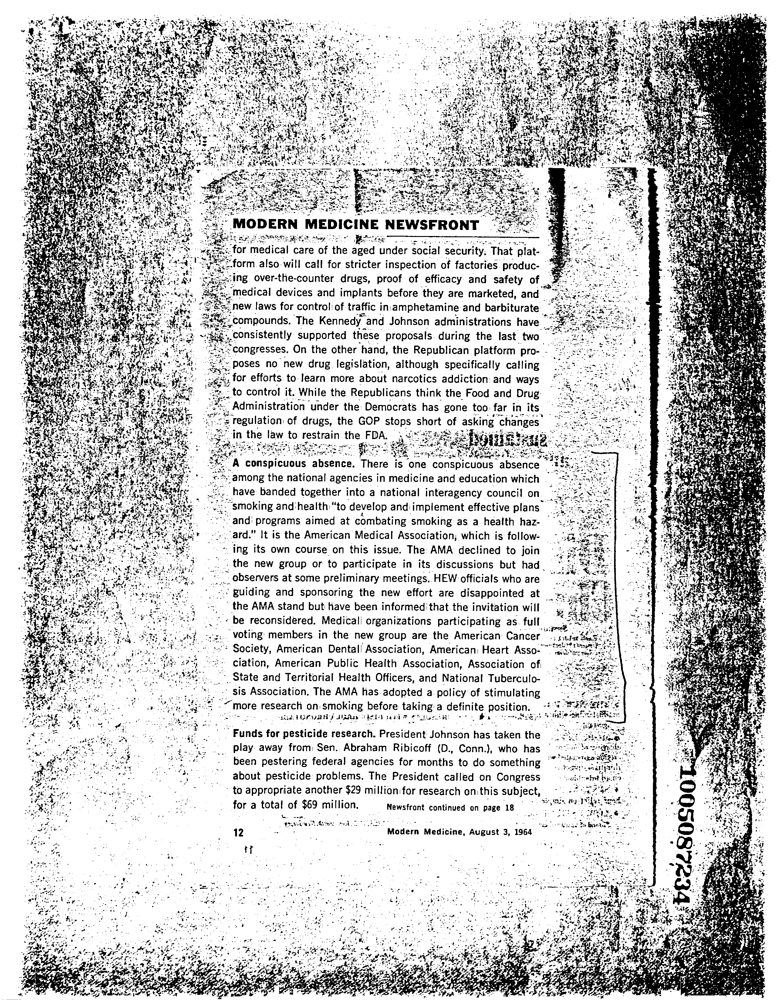 MODERN MEDICINE NEWSFRONT
for medical care of the aged under social security. That plat-
form also will call for stricter inspection of factories produc-
ing over-the-counter drugs, proof of efficacy and safety of
medical devices and implants before they are marketed, and
new laws for control of traffic in amphetamine and barbiturate
compounds. The Kennedy and Johnson administrations have
consistently supported these proposals during the last two
congresses. On the other hand, the Republican platform pro-
poses no new drug legislation, although specifically calling
for efforts to learn more about narcotics addiction and ways
to control it. While the Republicans think the Food and Drug
Administration under the Democrats has gone too far in its
regulation of drugs, the GOP stops short of asking changes
in the law to restrain the FDA.
A conspicuous absence. There is one conspicuous absence
among the national agencies in medicine and education which
have banded together into a national interagency council on
smoking and health "to develop and implement effective plans
and programs aimed at combating smoking as a health haz-
ard." It is the American Medical Association, which is follow-
ing its own course on this issue. The AMA declined to join
the new group or to participate in its discussions but had
observers at some preliminary meetings. HEW officials who are
guiding and sponsoring the new effort are disappointed at
the AMA stand but have been informed that the invitation will
be reconsidered. Medical organizations participating as full
voting members in the new group are the American Cancer
Society, American Dental Association, American Heart Asso-
ciation, American Public Health Association, Association of
State and Territorial Health Officers, and National Tuberculo-
sis Association. The AMA has adopted a policy of stimulating
more research on smoking before taking a definite position.
Funds for pesticide research. President Johnson has taken the
play away from Sen. Abraham Ribicoff (D., Conn.), who has
been pestering federal agencies for months to do something
about pesticide problems. The President called on Congress
to appropriate another $29 million for research on this subject,
for a total of $69 million. Newsfront continued on page 18
12 Modern Medicine, August 3, 1964
1005087234